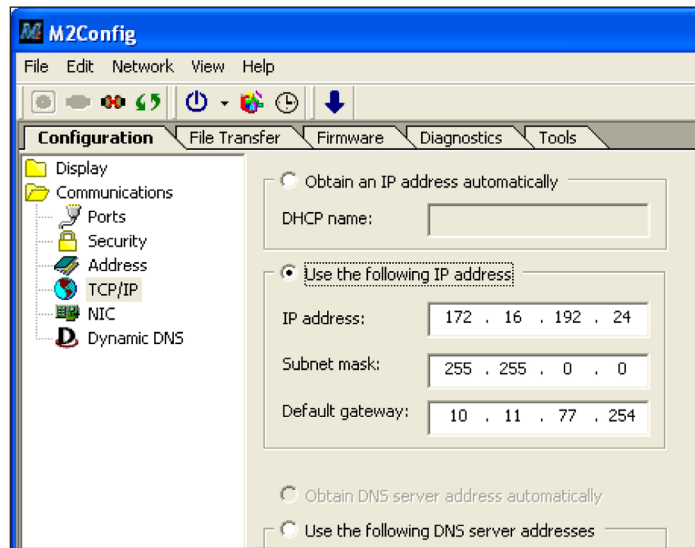 M2Config
File Edit Network View Help
Configuration File Transfer Firmware Diagnostics Tools
Display
Communications
Ports
Security
Address
TCP/IP
NIC
Dynamic DNS
Obtain an IP address automatically
DHCP name:
Use the following IP address
IP address: 172 . 16 . 192 . 24
Subnet mask: 255 . 255 . 0 . 0
Default gateway: 10 . 11 . 77 . 254
Obtain DNS server address automatically
Use the following DNS server addresses